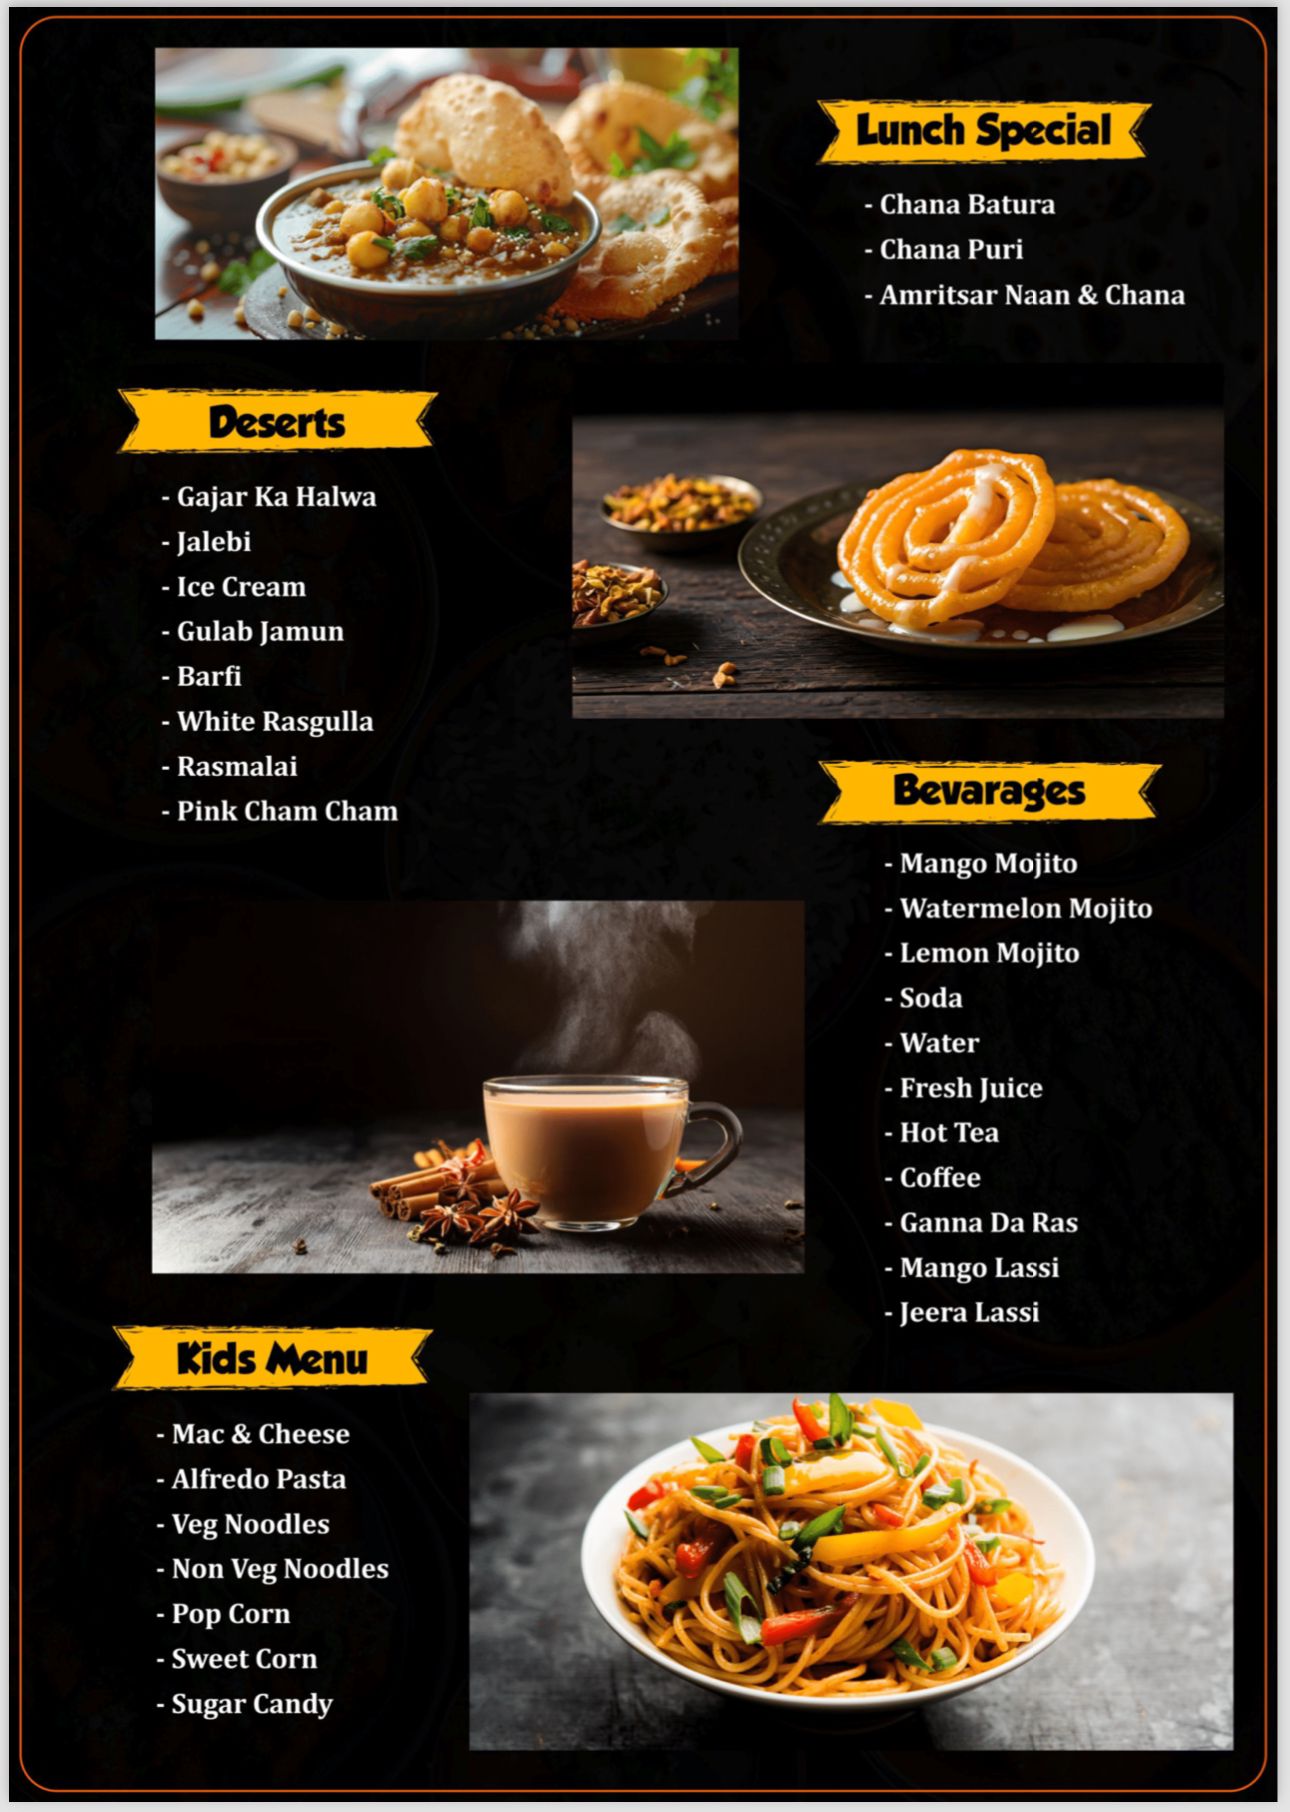 Lunch Special
- Chana Batura
- Chana Puri
- Amritsar Naan & Chana
Deserts
- Gajar Ka Halwa
- Jalebi
- Ice Cream
- Gulab Jamun
- Barfi
- White Rasgulla
- Rasmalai
- Pink Cham Cham
Bevarages
- Mango Mojito
- Watermelon Mojito
- Lemon Mojito
- Soda
- Water
- Fresh Juice
- Hot Tea
- Coffee
- Ganna Da Ras
- Mango Lassi
- Jeera Lassi
Kids Menu
- Mac & Cheese
- Alfredo Pasta
- Veg Noodles
- Non Veg Noodles
- Pop Corn
- Sweet Corn
- Sugar Candy